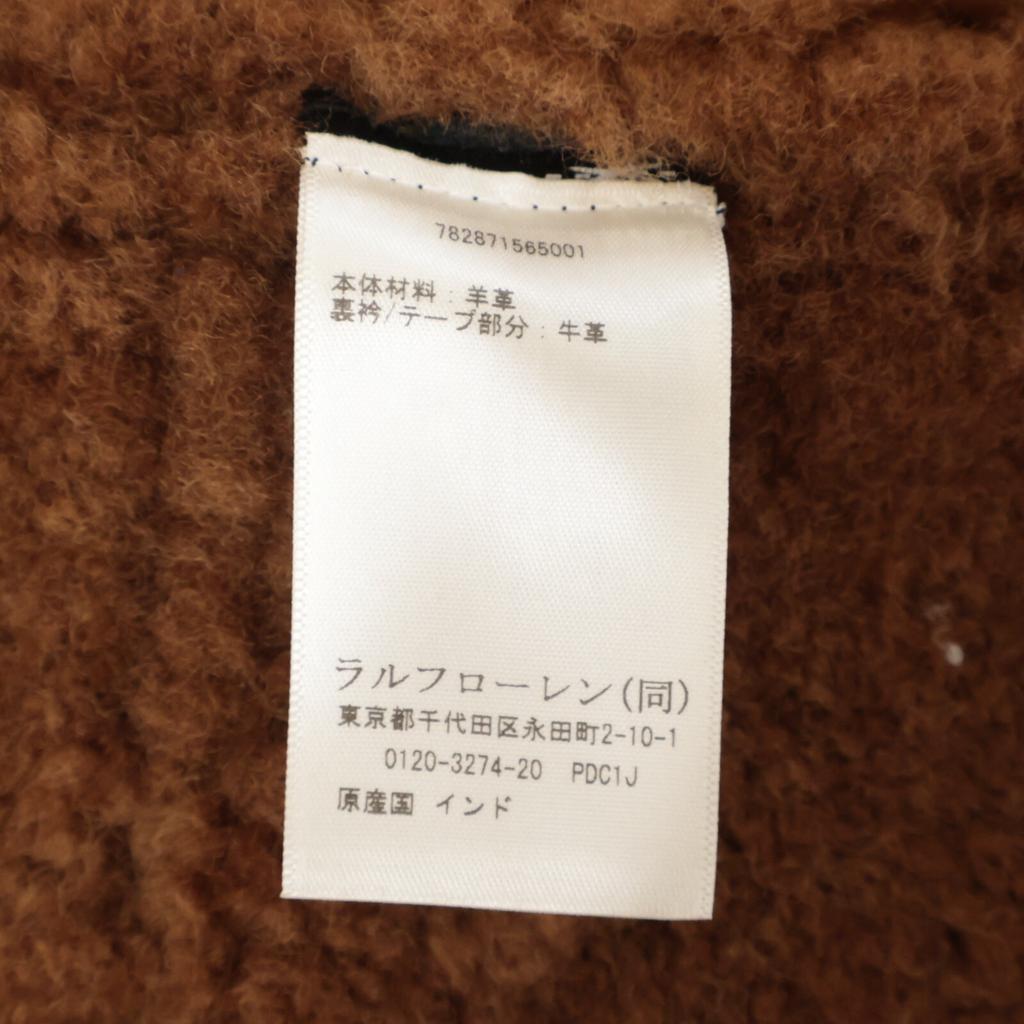 782871565001
本体材料:羊革
裏衿/テープ部分:牛革
ラルフローレン(同)
東京都千代田区永田町2-10-1
0120-3274-20 PDC1J
原産国 インド